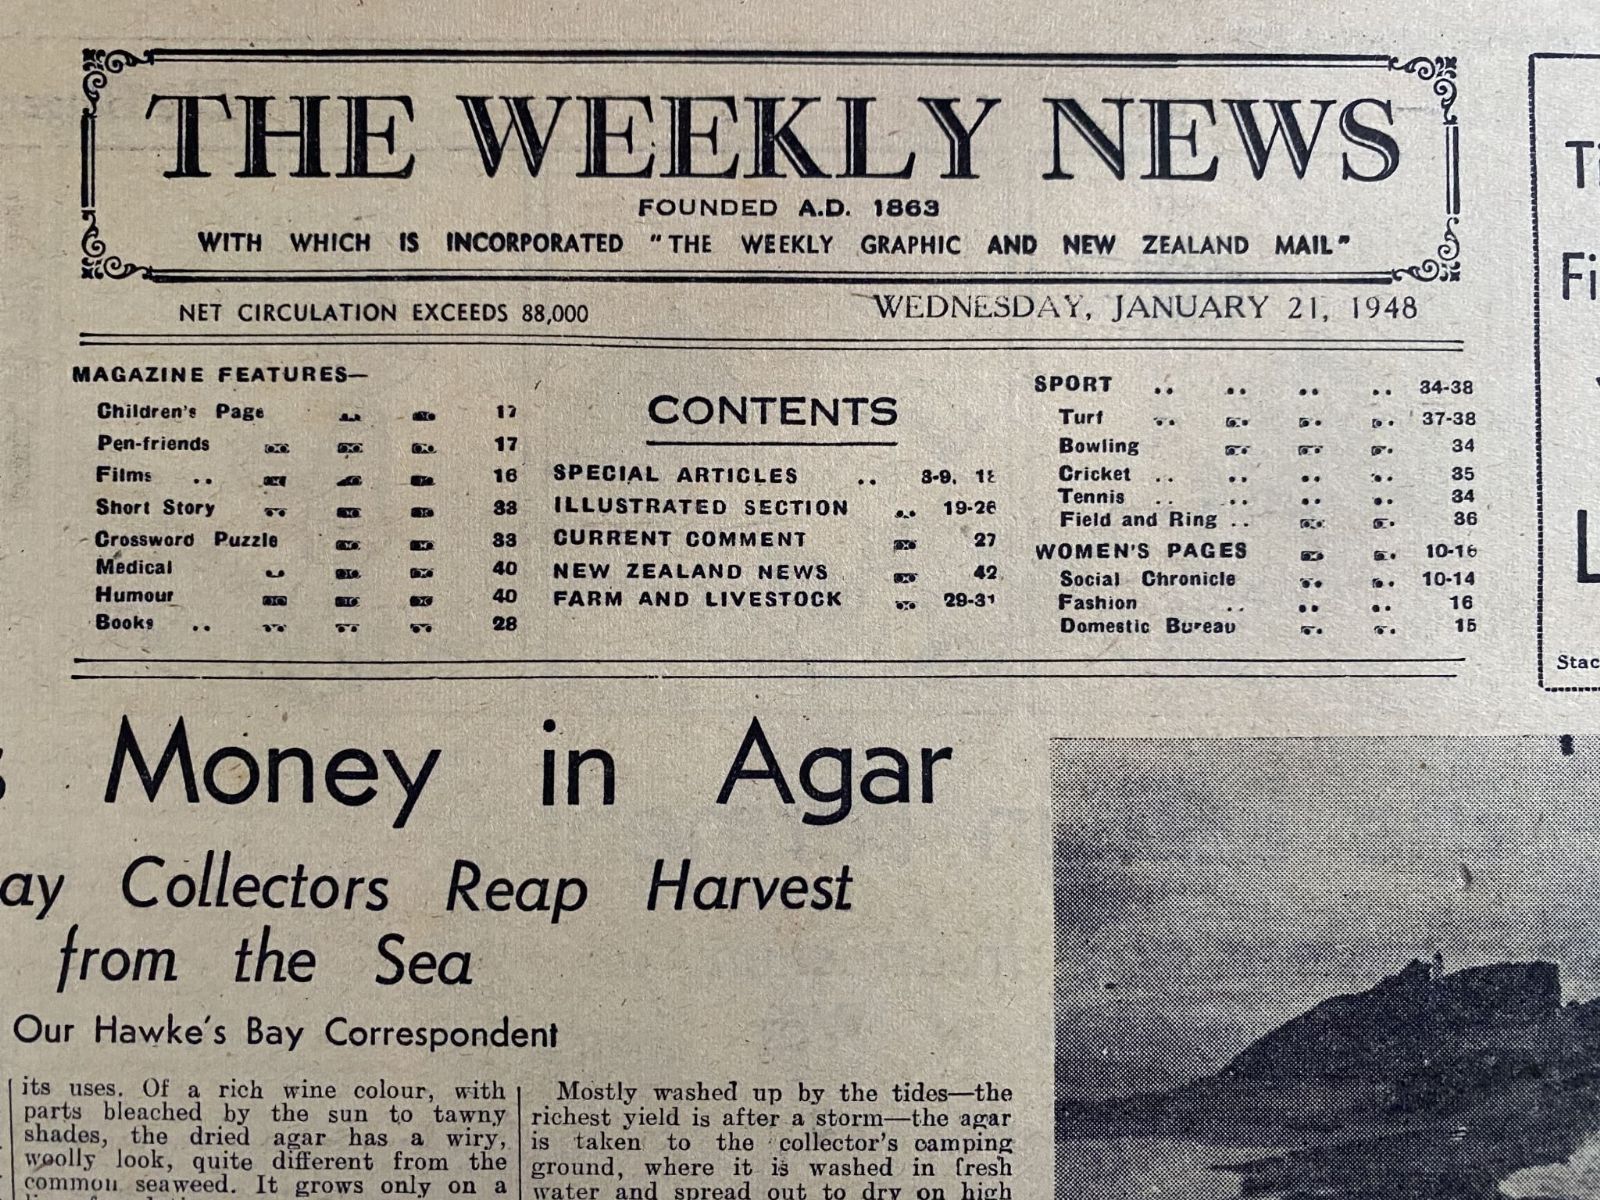 THE WEEKLY NEWS
FOUNDED A.D. 1863
WITH WHICH IS INCORPORATED "THE WEEKLY GRAPHIC AND NEW ZEALAND MAIL"
NET CIRCULATION EXCEEDS 88,000
WEDNESDAY, JANUARY 21, 1948
MAGAZINE FEATURES—
Children's Page 17
Pen-friends 17
Films .. 16
Short Story 33
Crossword Puzzle 33
Medical 40
Humour 40
Books .. 28
CONTENTS
SPECIAL ARTICLES .. 8-9,
ILLUSTRATED SECTION .. 19-26
CURRENT COMMENT 27
NEW ZEALAND NEWS 42
FARM AND LIVESTOCK 29-31
SPORT .. .. .. .. 34-38
Turf .. 37-38
Bowling 34
Cricket .. .. .. .. 35
Tennis .. .. .. .. 34
Field and Ring .. 36
WOMEN'S PAGES 10-16
Social Chronicle 10-14
Fashion .. .. .. 16
Domestic Bureau 15
Money in Agar
Collectors Reap Harvest
from the Sea
Our Hawke's Bay Correspondent
its uses. Of a rich wine colour, with
parts bleached by the sun to tawny
shades, the dried agar has a wiry,
woolly look, quite different from the
common seaweed. It grows only on a
Mostly washed up by the tides—the
richest yield is after a storm—the agar
is taken to the collector's camping
ground, where it is washed in fresh
water and spread out to dry on high